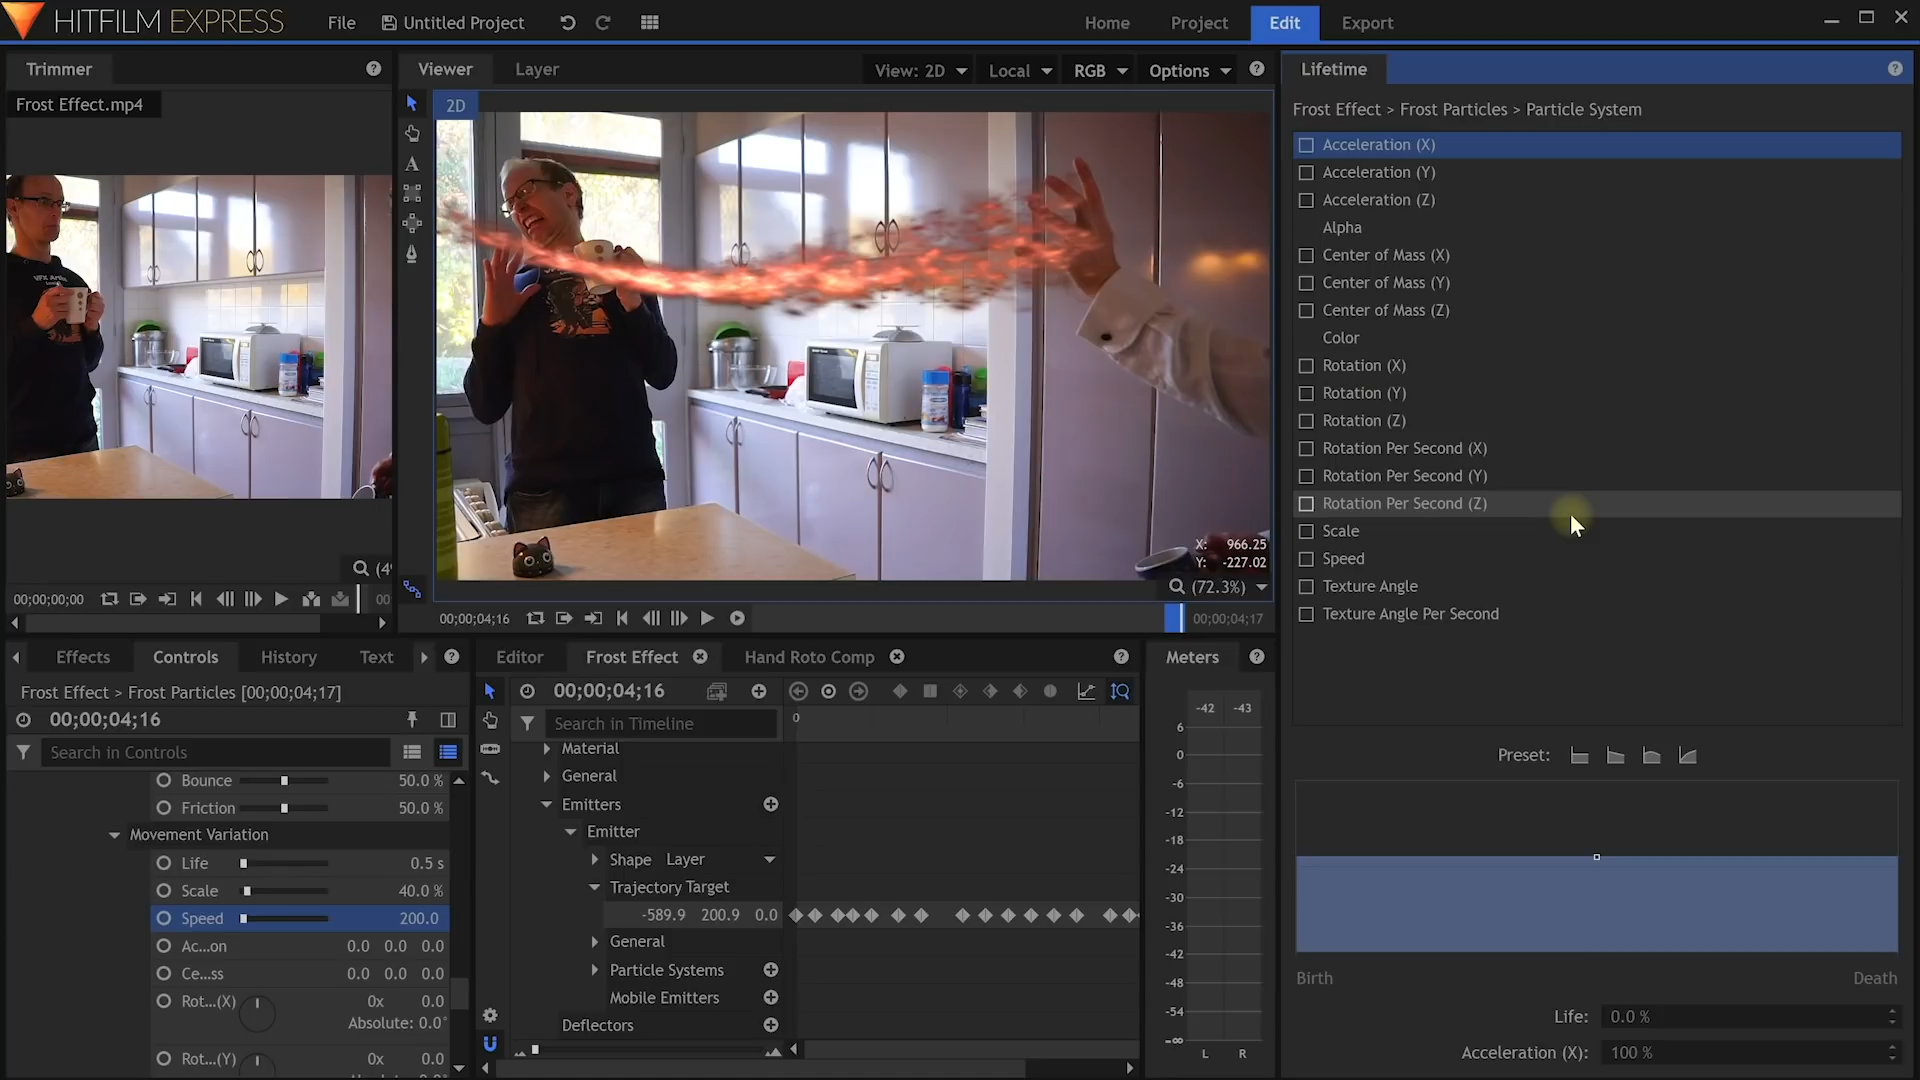 HITFILM EXPRESS
File
Untitled Project
Home
Project
Edit
Export
Trimmer
Frost Effect.mp4
00;00;00;00
00
Viewer
Layer
View: 2D
Local
RGB
Options
2D
X: 966.25
Y: -227.02
(72.3%)
00;00;04;16
00;00;04;17
Lifetime
Frost Effect > Frost Particles > Particle System
Acceleration (X)
Acceleration (Y)
Acceleration (Z)
Alpha
Center of Mass (X)
Center of Mass (Y)
Center of Mass (Z)
Color
Rotation (X)
Rotation (Y)
Rotation (Z)
Rotation Per Second (X)
Rotation Per Second (Y)
Rotation Per Second (Z)
Scale
Speed
Texture Angle
Texture Angle Per Second
Preset:
Birth
Death
Life: 0.0 %
Acceleration (X): 100 %
Effects
Controls
History
Text
Frost Effect > Frost Particles [00;00;04;17]
00;00;04;16
Search in Controls
Bounce 50.0 %
Friction 50.0 %
Movement Variation
Life 0.5 s
Scale 40.0 %
Speed 200.0
Ac...on 0.0 0.0 0.0
Ce...ss 0.0 0.0 0.0
Rot...(X) 0x 0.0
Absolute: 0.0°
Rot...(Y) 0x 0.0
Editor
Frost Effect
Hand Roto Comp
00;00;04;16
Search in Timeline
0
Material
General
Emitters
Emitter
Shape Layer
Trajectory Target
-589.9 200.9 0.0
General
Particle Systems
Mobile Emitters
Deflectors
Meters
-42 -43
6
0
-6
-12
-18
-24
-30
-36
-42
-48
-54
-∞
L R